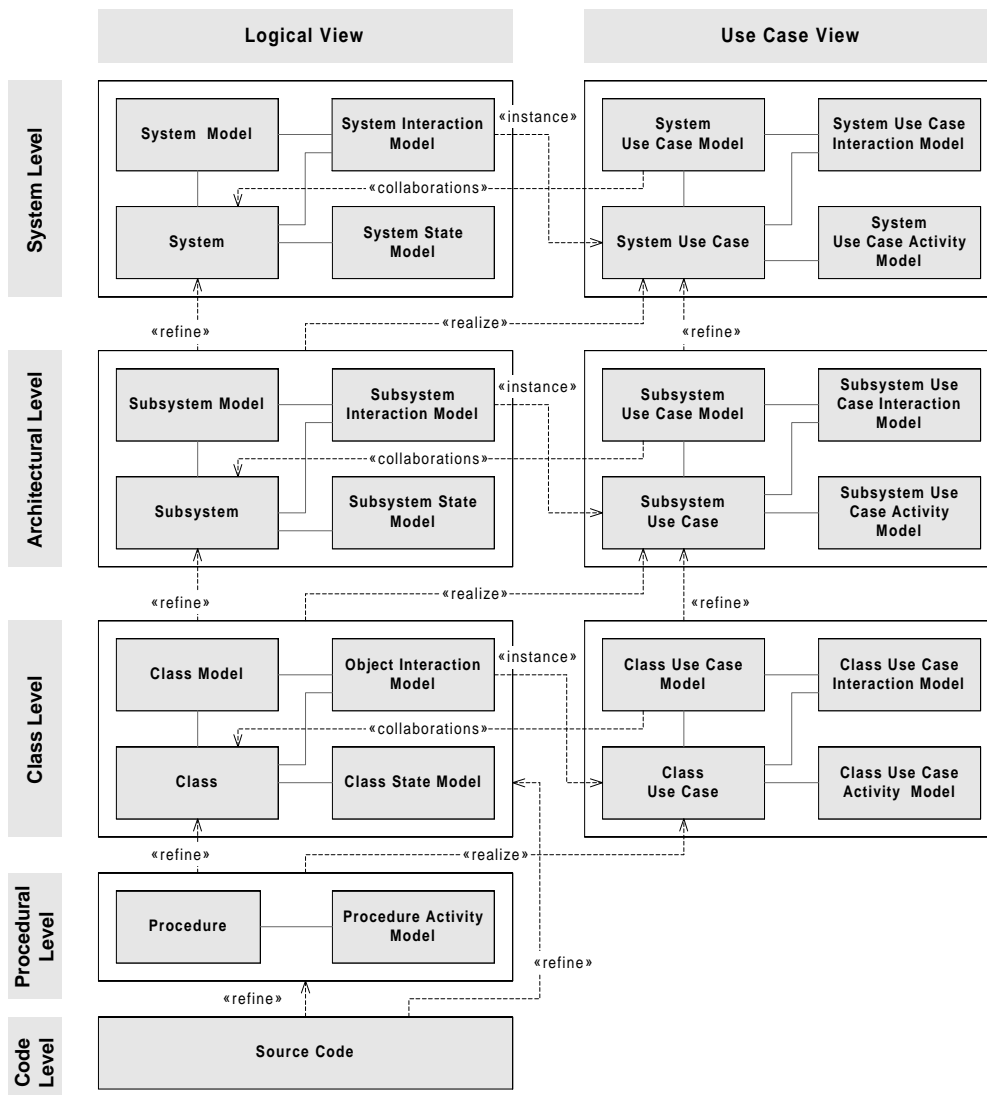 Logical View
Use Case View
System Level
System Model
System Interaction
Model
«instance»
System
Use Case Model
System Use Case
Interaction Model
«collaborations»
System
System State
Model
System Use Case
System
Use Case Activity
Model
«refine»
«realize»
«refine»
Architectural Level
Subsystem Model
Subsystem
Interaction Model
«instance»
Subsystem
Use Case Model
Subsystem Use
Case Interaction
Model
«collaborations»
Subsystem
Subsystem State
Model
Subsystem
Use Case
Subsystem Use
Case Activity
Model
«refine»
«realize»
«refine»
Class Level
Class Model
Object Interaction
Model
«instance»
Class Use Case
Model
Class Use Case
Interaction Model
«collaborations»
Class
Class State Model
Class
Use Case
Class Use Case
Activity Model
«refine»
«realize»
Procedural
Level
Procedure
Procedure Activity
Model
«refine»
«refine»
Code
Level
Source Code